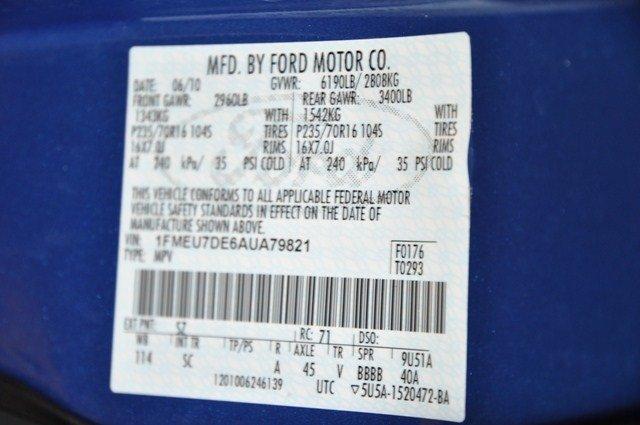 MFD. BY FORD MOTOR CO.
DATE: 06/10 GVWR: 6190LB/ 2808KG
FRONT GAWR: 2960LB REAR GAWR: 3400LB
1343KG WITH 1542KG WITH
P235/70R16 104S TIRES P235/70R16 104S TIRES
16X7.0J RIMS 16X7.0J RIMS
AT 240 kPa/ 35 PSI COLD AT 240 kPa/ 35 PSI COLD
THIS VEHICLE CONFORMS TO ALL APPLICABLE FEDERAL MOTOR
VEHICLE SAFETY STANDARDS IN EFFECT ON THE DATE OF
MANUFACTURE SHOWN ABOVE.
VIN: 1FMEU7DE6AUA79821
TYPE: MPV
F0176
T0293
EXT PNT: SZ RC: 71 DSO:
WB INT TR TP/PS R AXLE TR SPR 9U51A
114 SC A 45 V BBBB 40A
1201006246139 UTC ▽5U5A-1520472-BA